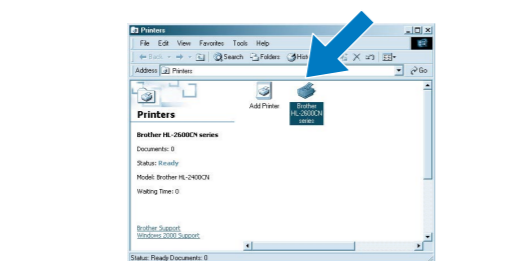 Printers
File Edit View Favorites Tools Help
Back Search Folders
Address Printers Go
Add Printer
Brother
HL-2600CN
series
Printers
Brother HL-2600CN series
Documents: 0
Status: Ready
Model: Brother HL-2400CN
Waiting Time: 0
Brother Support
Windows 2000 Support
Status: Ready Documents: 0